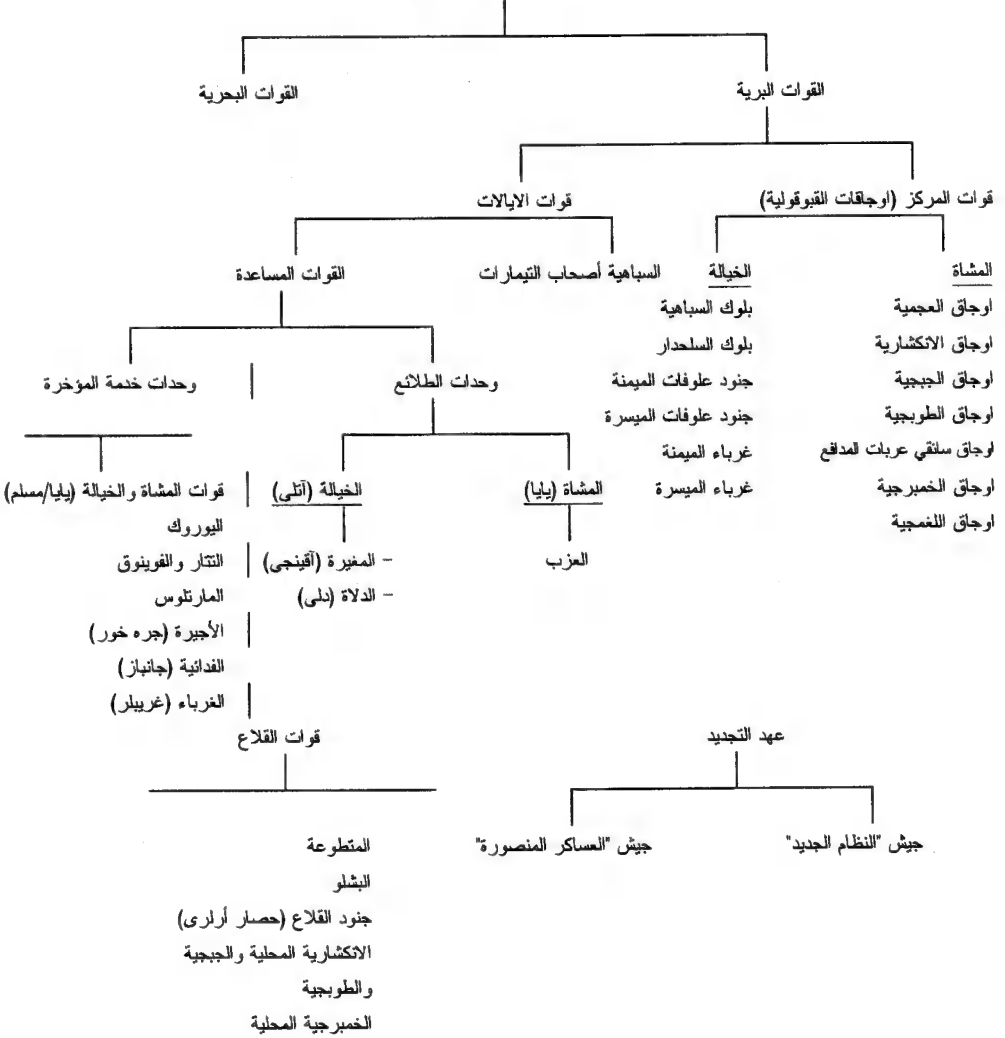 القوات البرية
القوات البحرية
قوات المركز (اوجاقات القبوقولية)
قوات الايالات
المشاة
اوجاق العجمية
اوجاق الانكشارية
اوجاق الجبجية
اوجاق الطوبجية
اوجاق سائقي عربات المدافع
اوجاق الخمبرجية
اوجاق اللغمجية
الخيالة
بلوك السباهية
بلوك السلحدار
جنود علوفات الميمنة
جنود علوفات الميسرة
غرباء الميمنة
غرباء الميسرة
السباهية أصحاب التيمارات
القوات المساعدة
وحدات الطلائع
وحدات خدمة المؤخرة
المشاة (يايا)
العزب
الخيالة (آتلى)
- المغيرة (آقينجى)
- الدلاة (دلى)
قوات المشاة والخيالة (يايا/مسلم)
اليوروك
التتار والفوينوق
المارتلوس
الأجيرة (جره خور)
الفدائية (جانباز)
الغرباء (غريبلر)
قوات القلاع
المتطوعة
البشلو
جنود القلاع (حصار أرلرى)
الانكشارية المحلية والجبجية
والطوبجية
الخمبرجية المحلية
عهد التجديد
جيش "النظام الجديد"
جيش "العساكر المنصورة"